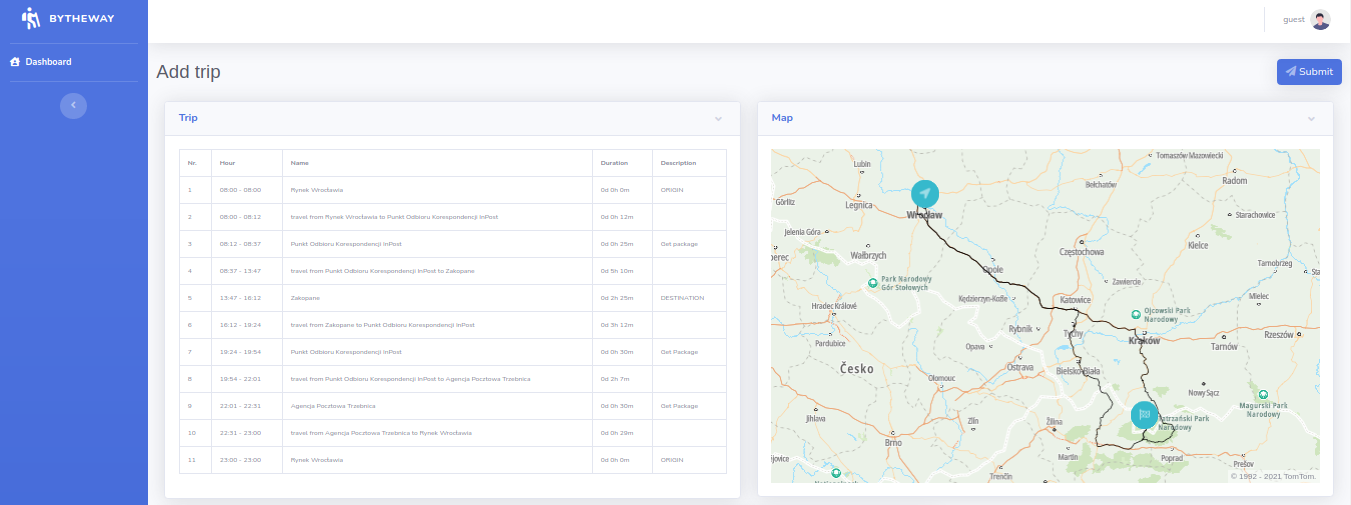 BYTHEWAY
guest
Dashboard
Add trip
Submit
Trip
Nr. Hour Name Duration Description
1 08:00 - 08:00 Rynek Wrocławia 0d 0h 0m ORIGIN
2 08:00 - 08:12 travel from Rynek Wrocławia to Punkt Odbioru Korespondencji InPost 0d 0h 12m
3 08:12 - 08:37 Punkt Odbioru Korespondencji InPost 0d 0h 25m Get package
4 08:37 - 13:47 travel from Punkt Odbioru Korespondencji InPost to Zakopane 0d 5h 10m
5 13:47 - 16:12 Zakopane 0d 2h 25m DESTINATION
6 16:12 - 19:24 travel from Zakopane to Punkt Odbioru Korespondencji InPost 0d 3h 12m
7 19:24 - 19:54 Punkt Odbioru Korespondencji InPost 0d 0h 30m Get Package
8 19:54 - 22:01 travel from Punkt Odbioru Korespondencji InPost to Agencja Pocztowa Trzebnica 0d 2h 7m
9 22:01 - 22:31 Agencja Pocztowa Trzebnica 0d 0h 30m Get Package
10 22:31 - 23:00 travel from Agencja Pocztowa Trzebnica to Rynek Wrocławia 0d 0h 29m
11 23:00 - 23:00 Rynek Wrocławia 0d 0h 0m ORIGIN
Map
Tomaszów Mazowiecki
Lubin
Radom
Bełchatów
Görliz
Legnica
Wrocław
Starachowice
Jelenia Góra
Kielce
Wałbrzych
Częstochowa
Tarnobrzeg
Opole
Park Narodowy
Gór Stołowych
Zawiercie
Kędzierzyn-Koźle
Katowice
Mielec
Hradec Králové
Ojcowski Park
Narodowy
Rybnik
Tychy
Kraków
Rzeszów
Pardubice
Opava
Tarnów
Ostrava
Bielsko-Biała
Česko
Olomouc
Nowy Sącz
Magurski Park
Narodowy
Jihlava
Zlín
Žilina
Narodowy
Brno
Martin
Poprad
Prešov
Trenčín
© 1992 - 2021 TomTom.